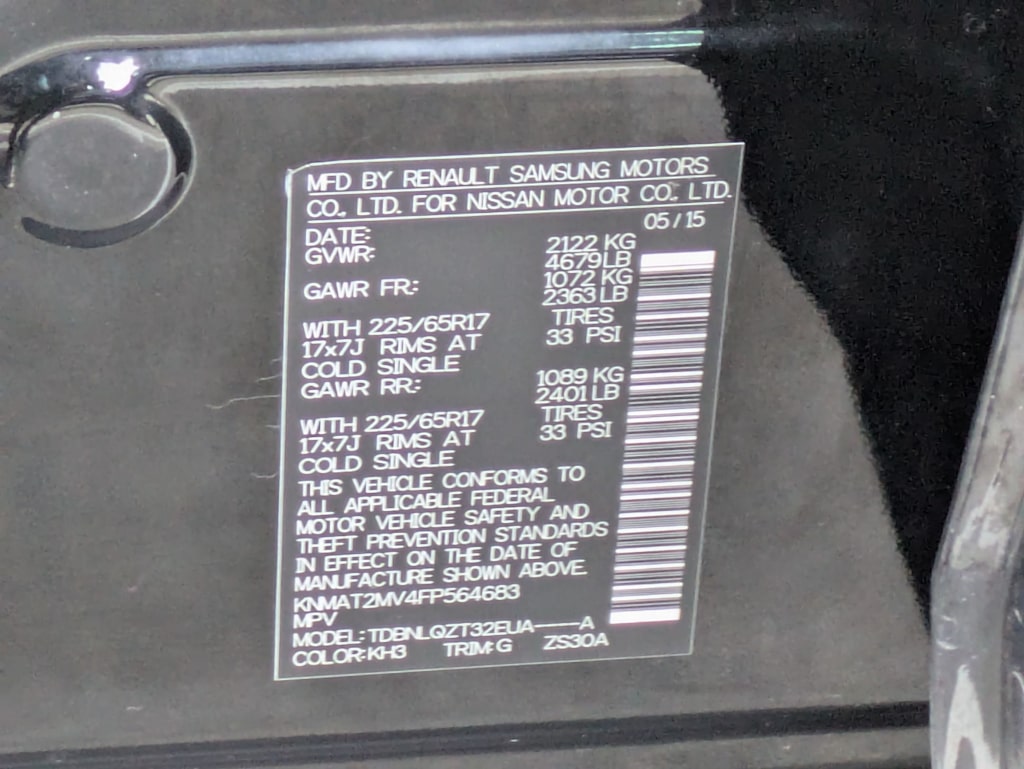 MFD BY RENAULT SAMSUNG MOTORS
CO., LTD. FOR NISSAN MOTOR CO., LTD.
DATE: 05/15
GVWR: 2122 KG
4679 LB
GAWR FR.: 1072 KG
2363 LB
WITH 225/65R17 TIRES
17x7J RIMS AT 33 PSI
COLD SINGLE
GAWR RR.: 1089 KG
2401 LB
WITH 225/65R17 TIRES
17x7J RIMS AT 33 PSI
COLD SINGLE
THIS VEHICLE CONFORMS TO
ALL APPLICABLE FEDERAL
MOTOR VEHICLE SAFETY AND
THEFT PREVENTION STANDARDS
IN EFFECT ON THE DATE OF
MANUFACTURE SHOWN ABOVE.
KNMAT2MV4FP564683
MPV
MODEL: TDBNLQZT32EUA----A
COLOR:KH3 TRIM:G ZS30A